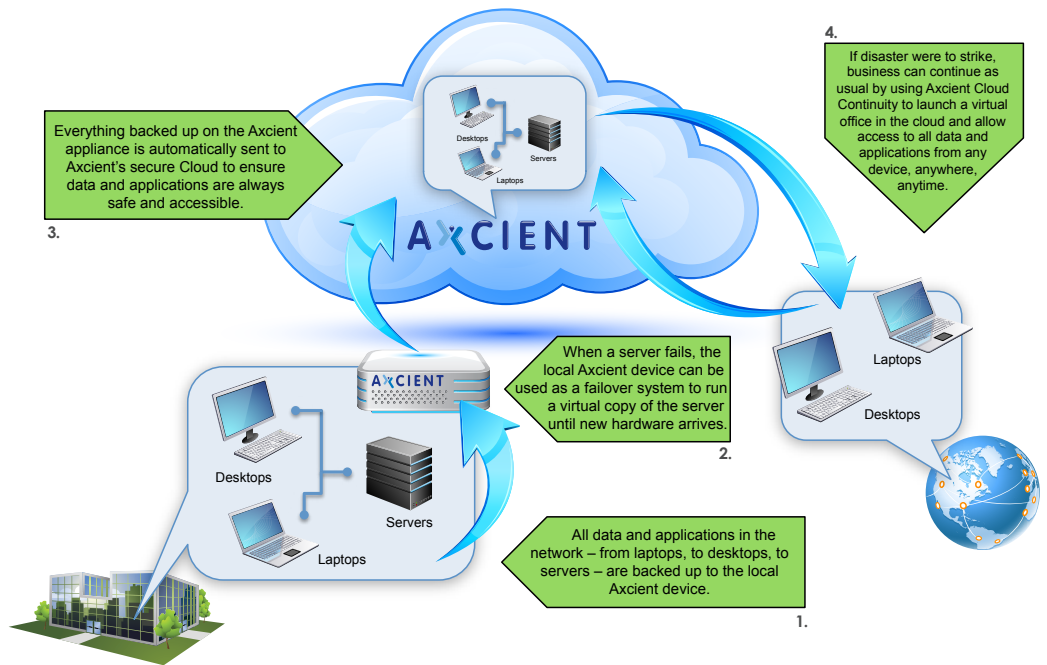 4.
If disaster were to strike,
business can continue as
usual by using Axcient Cloud
Continuity to launch a virtual
office in the cloud and allow
access to all data and
applications from any
device, anywhere,
anytime.
Desktops
Servers
Laptops
Everything backed up on the Axcient
appliance is automatically sent to
Axcient's secure Cloud to ensure
data and applications are always
safe and accessible.
3.
AXCIENT
When a server fails, the
local Axcient device can be
used as a failover system to run
a virtual copy of the server
until new hardware arrives.
2.
AXCIENT
Laptops
Desktops
Desktops
Servers
Laptops
All data and applications in the
network – from laptops, to desktops, to
servers – are backed up to the local
Axcient device.
1.